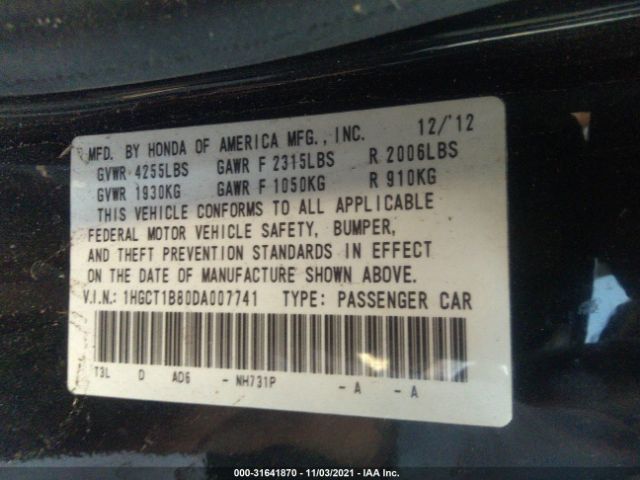 MFD. BY HONDA OF AMERICA MFG., INC. 12/'12
GVWR 4255LBS GAWR F 2315LBS R 2006LBS
GVWR 1930KG GAWR F 1050KG R 910KG
THIS VEHICLE CONFORMS TO ALL APPLICABLE
FEDERAL MOTOR VEHICLE SAFETY, BUMPER,
AND THEFT PREVENTION STANDARDS IN EFFECT
ON THE DATE OF MANUFACTURE SHOWN ABOVE.
V.I.N.: 1HGCT1B80DA007741 TYPE: PASSENGER CAR
T3L D AD6 - NH731P - A - A
000-31641870 - 11/03/2021 - IAA Inc.